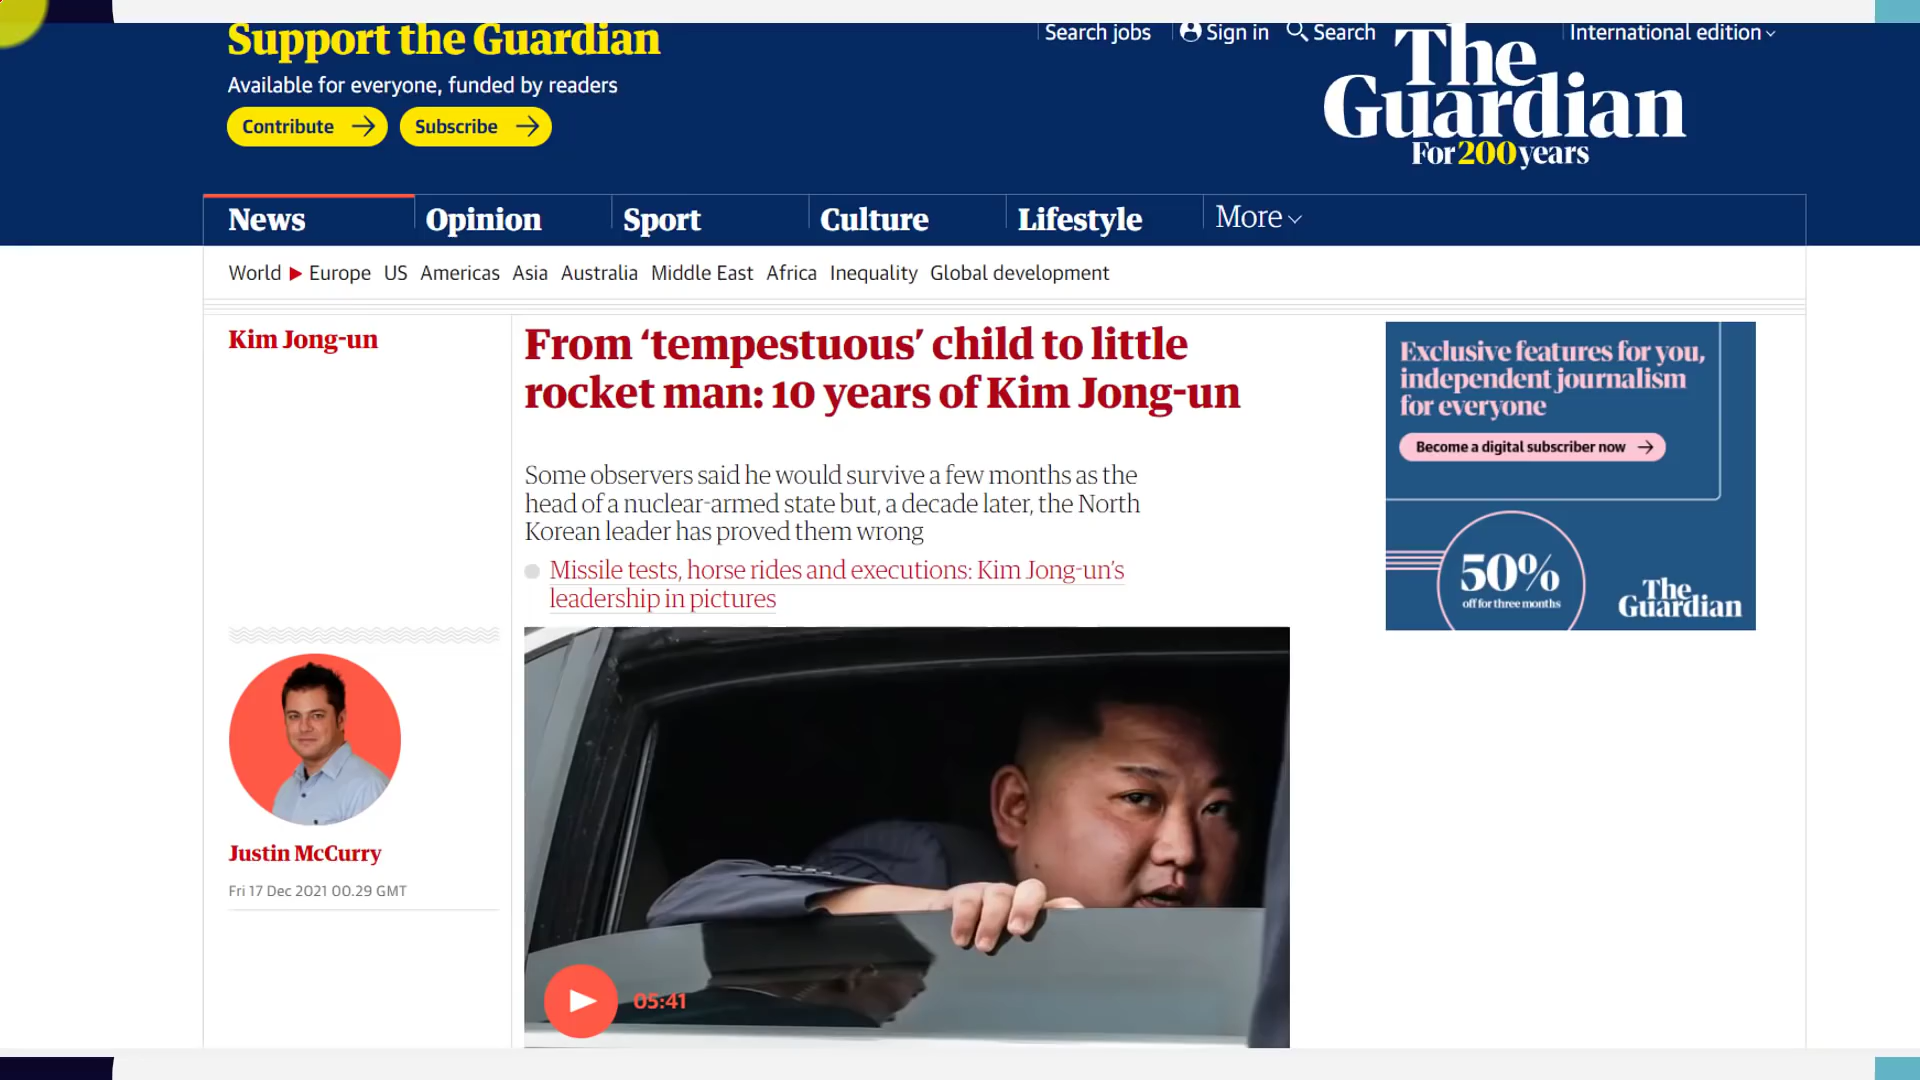 Support the Guardian
Available for everyone, funded by readers
Contribute
Subscribe
Search jobs
Sign in
Search
International edition
The
Guardian
For 200 years
News
Opinion
Sport
Culture
Lifestyle
More
World
Europe
US
Americas
Asia
Australia
Middle East
Africa
Inequality
Global development
Kim Jong-un
From ‘tempestuous’ child to little
rocket man: 10 years of Kim Jong-un
Some observers said he would survive a few months as the
head of a nuclear-armed state but, a decade later, the North
Korean leader has proved them wrong
Missile tests, horse rides and executions: Kim Jong-un’s
leadership in pictures
Justin McCurry
Fri 17 Dec 2021 00.29 GMT
05:41
Exclusive features for you,
independent journalism
for everyone
Become a digital subscriber now
50%
off for three months
The
Guardian